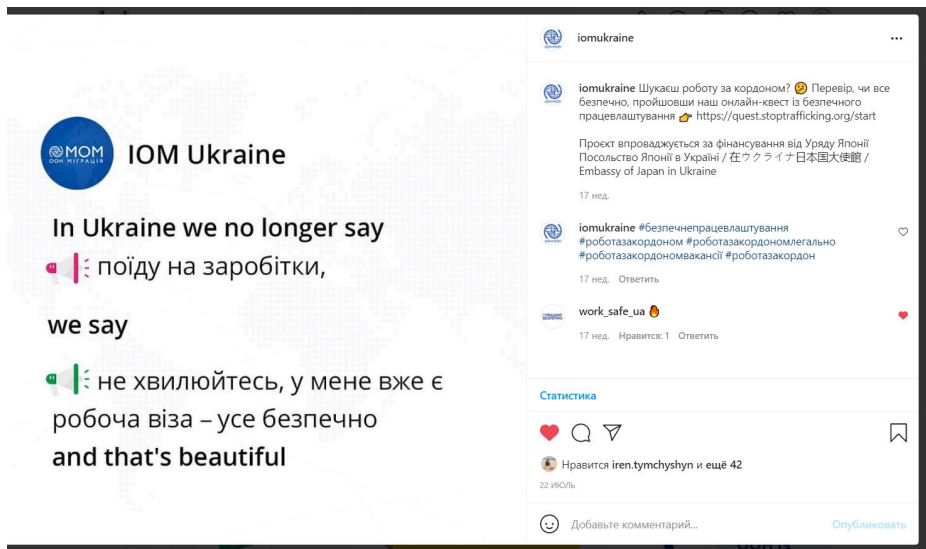 МОМ
ООН МІГРАЦІЯ
IOM Ukraine
In Ukraine we no longer say
поїду на заробітки,
we say
не хвилюйтесь, у мене вже є
робоча віза – усе безпечно
and that's beautiful
iomukraine
iomukraine Шукаєш роботу за кордоном? Перевір, чи все
безпечно, пройшовши наш онлайн-квест із безпечного
працевлаштування 👉 https://quest.stoptrafficking.org/start
Проєкт впроваджується за фінансування від Уряду Японії
Посольство Японії в Україні / 在ウクライナ日本国大使館 /
Embassy of Japan in Ukraine
17 нед.
iomukraine #безпечнепрацевлаштування
#роботазакордоном #роботазакордономлегально
#роботазакордономвакансії #роботазакордон
17 нед. Ответить
work_safe_ua 🔥
17 нед. Нравится: 1 Ответить
Статистика
Нравится iren.tymchyshyn и ещё 42
22 ИЮЛЬ
Добавьте комментарий...
Опубликовать